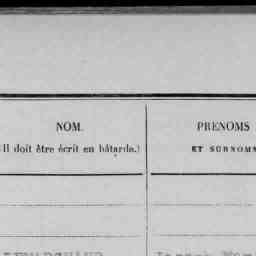 NOM.
Il doit être écrit en bâtarde.)
PRENOMS
ET SURNOMS